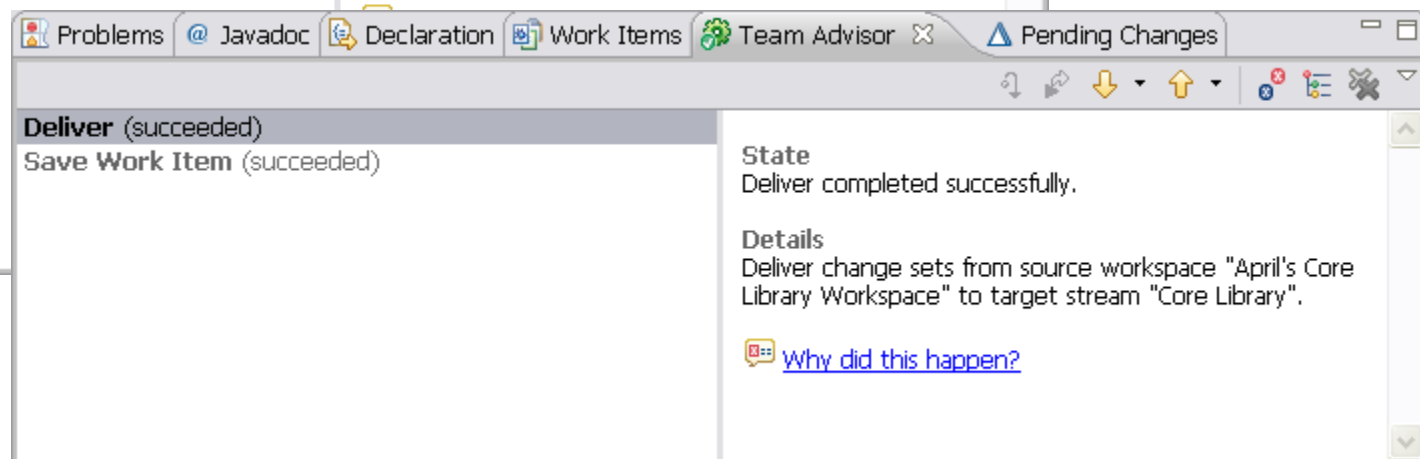 Problems @ Javadoc Declaration Work Items Team Advisor Pending Changes
Deliver (succeeded)
Save Work Item (succeeded)
State
Deliver completed successfully.
Details
Deliver change sets from source workspace "April's Core
Library Workspace" to target stream "Core Library".
Why did this happen?